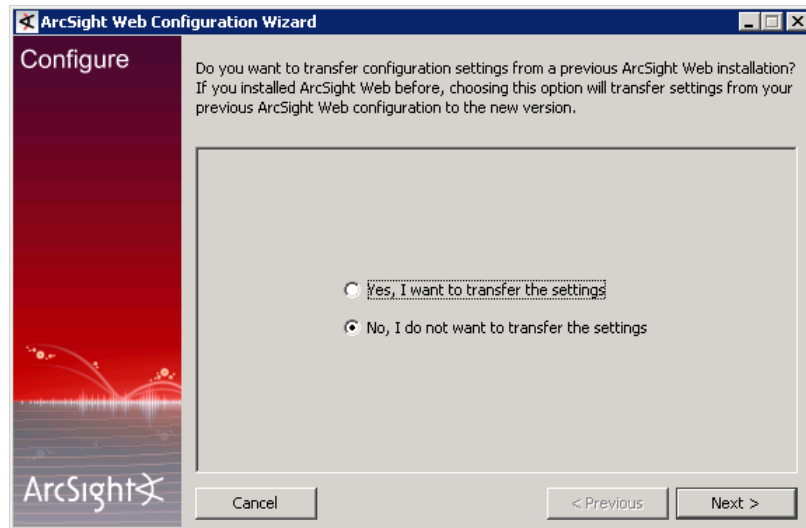 ArcSight Web Configuration Wizard
Configure
Do you want to transfer configuration settings from a previous ArcSight Web installation?
If you installed ArcSight Web before, choosing this option will transfer settings from your
previous ArcSight Web configuration to the new version.
Yes, I want to transfer the settings
No, I do not want to transfer the settings
ArcSight
Cancel
< Previous
Next >